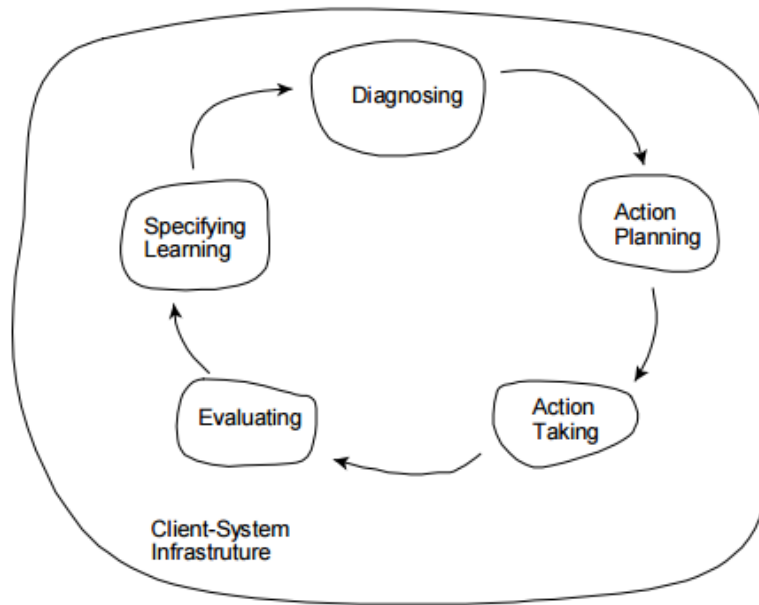 Diagnosing
Action
Planning
Action
Taking
Evaluating
Specifying
Learning
Client-System
Infrastruture